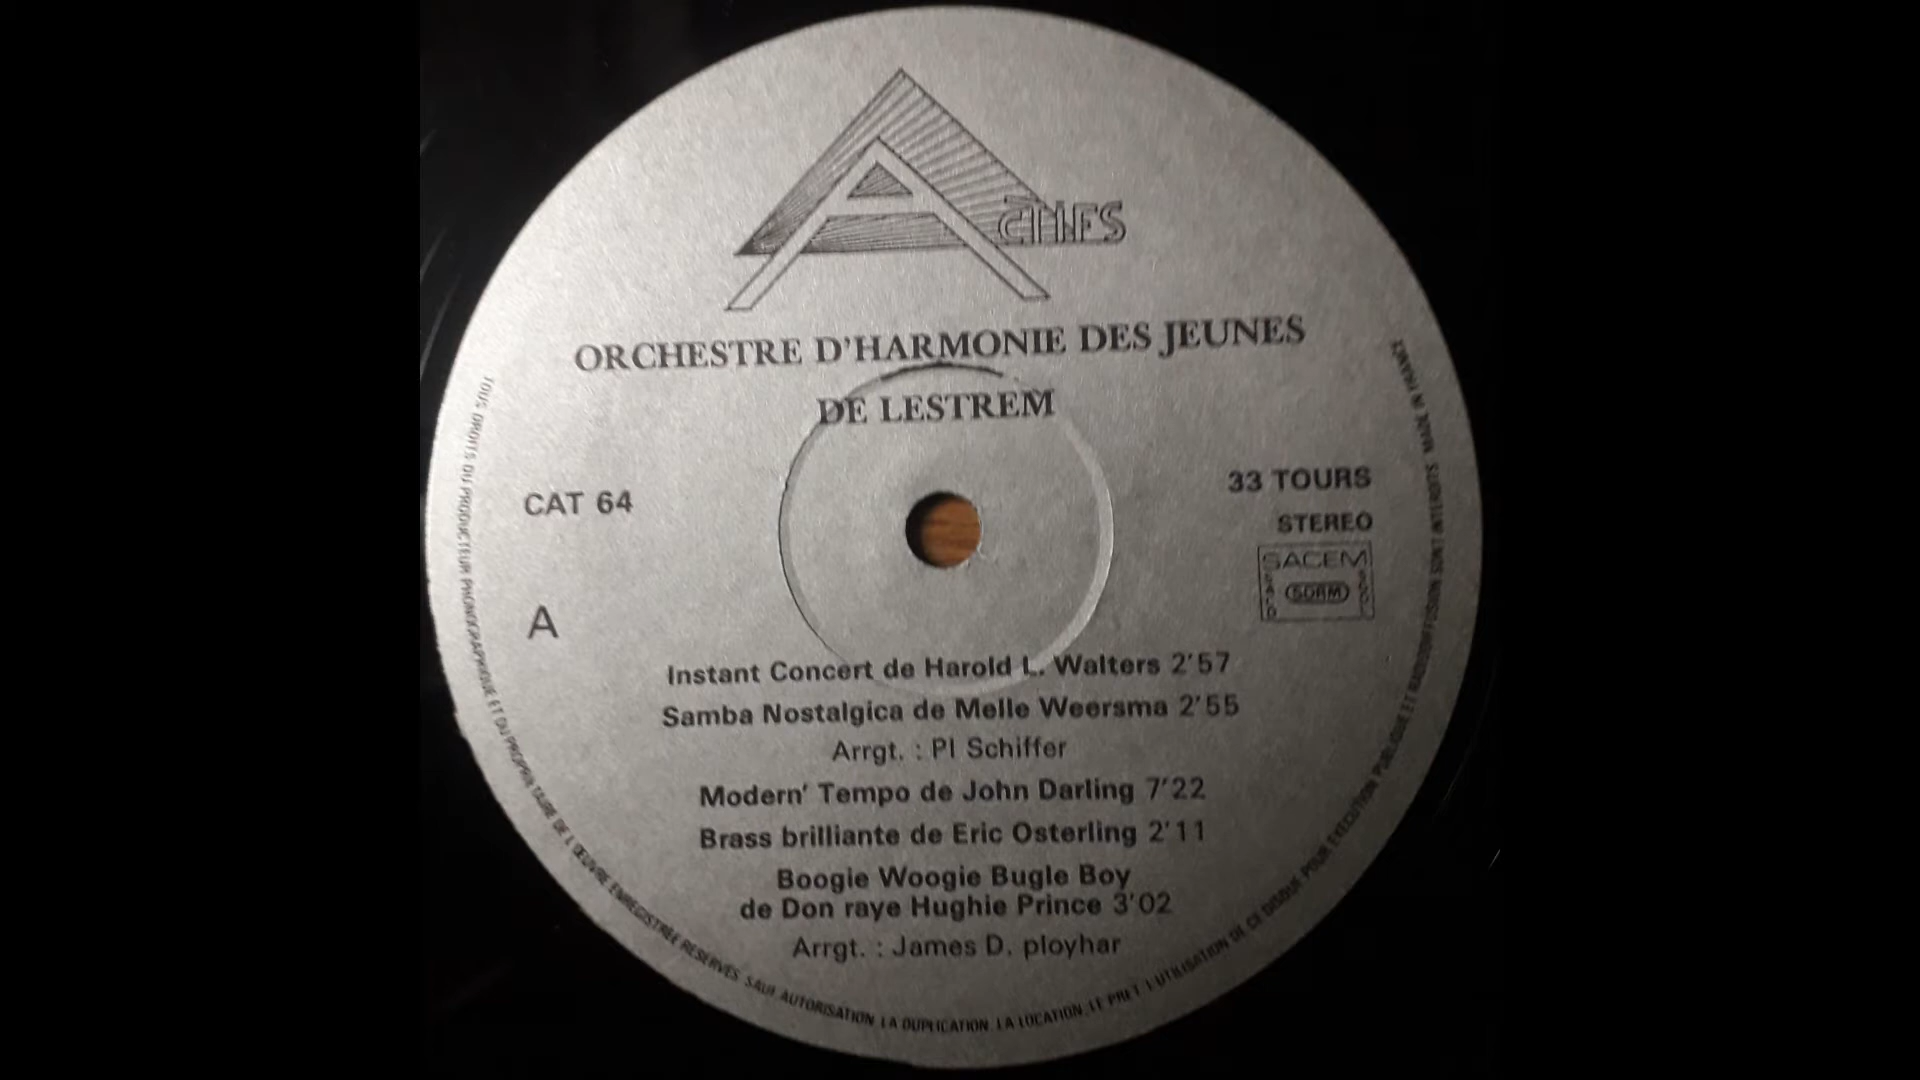 ORCHESTRE D'HARMONIE DES JEUNES
DE LESTREM
CAT 64
33 TOURS
STEREO
SACEM
SDRM
A
Instant Concert de Harold L. Walters 2'57
Samba Nostalgica de Melle Weersma 2'55
Arrgt. : Pl Schiffer
Modern' Tempo de John Darling 7'22
Brass brilliante de Eric Osterling 2'11
Boogie Woogie Bugle Boy
de Don raye Hughie Prince 3'02
Arrgt. : James D. ployhar
TOUS DROITS DU PRODUCTEUR PHONOGRAPHIQUE ET DU PROPRIETAIRE DE L'ŒUVRE ENREGISTRÉE RESERVES SAUF AUTORISATION LA DUPLICATION LA LOCATION, LE PRET L'UTILISATION DE CE DISQUE POUR EXECUTION PUBLIQUE ET RADIODIFFUSION SONT INTERDITS MADE IN FRANCE